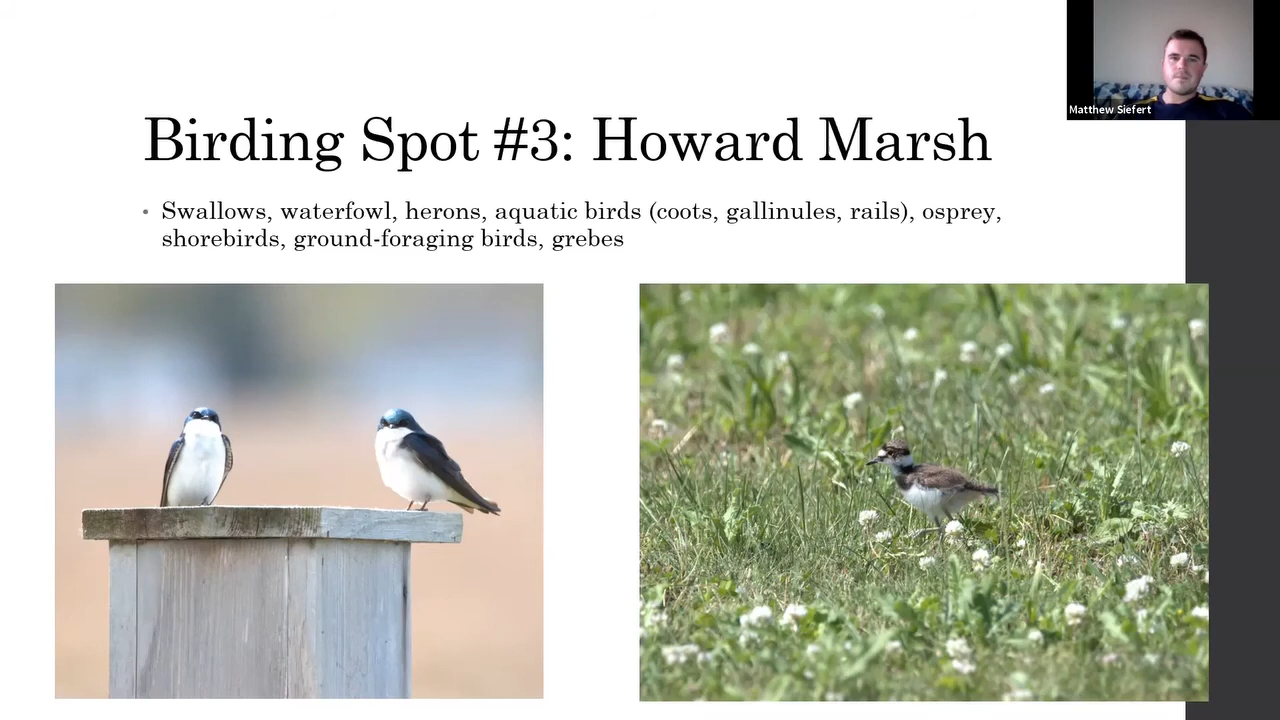 Matthew Siefert
Birding Spot #3: Howard Marsh
• Swallows, waterfowl, herons, aquatic birds (coots, gallinules, rails), osprey,
shorebirds, ground-foraging birds, grebes